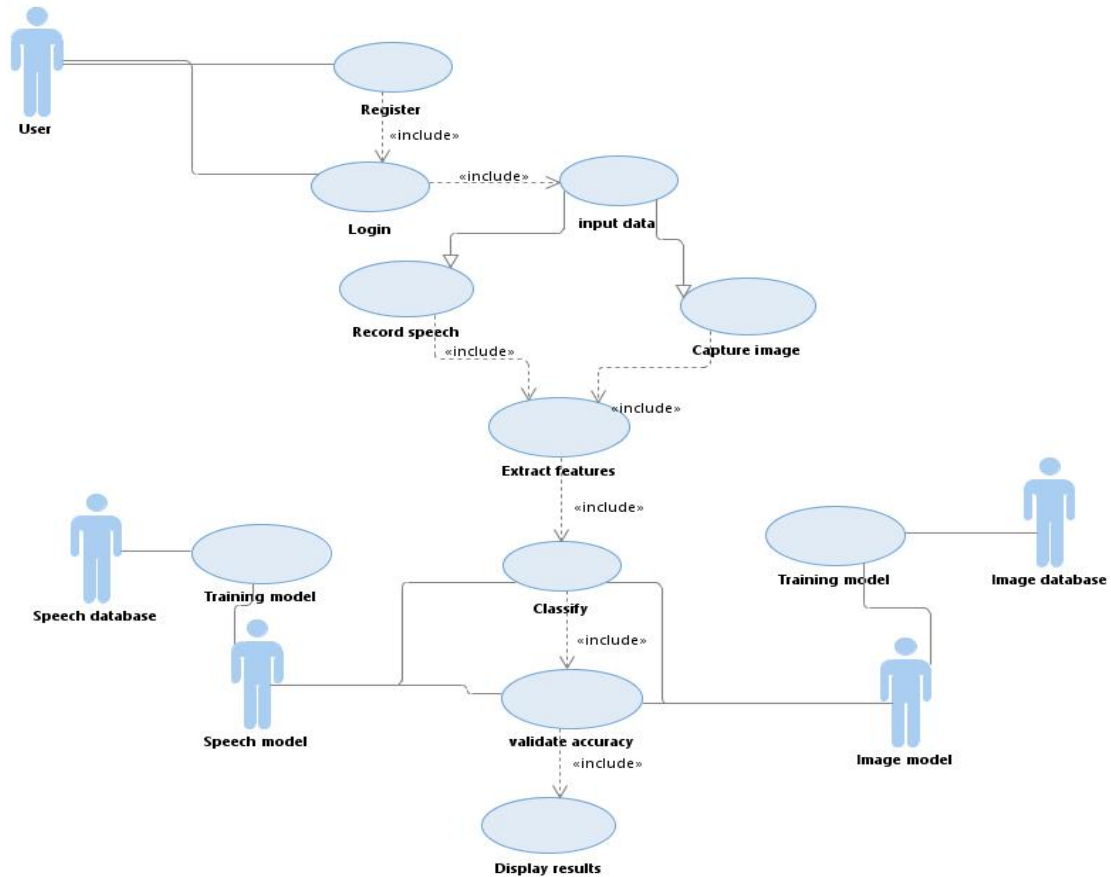 User
Register
«include»
Login
«include»
input data
Record speech
Capture image
«include»
«include»
Extract features
«include»
Speech database
Training model
Training model
Image database
Classify
«include»
Speech model
validate accuracy
Image model
«include»
Display results